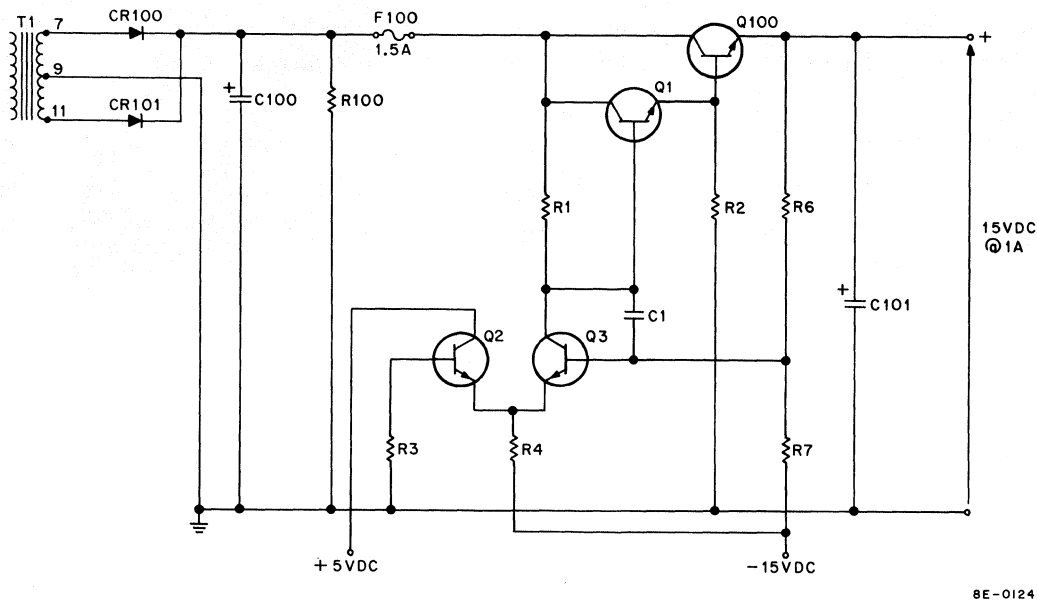 T1
7
CR100
F100
1.5A
Q100
+
9
CR101
11
+
C100
R100
Q1
R1
R2
R6
15VDC
@1A
+
C101
C1
Q2
Q3
R3
R4
R7
+5VDC
-15VDC
8E-0124